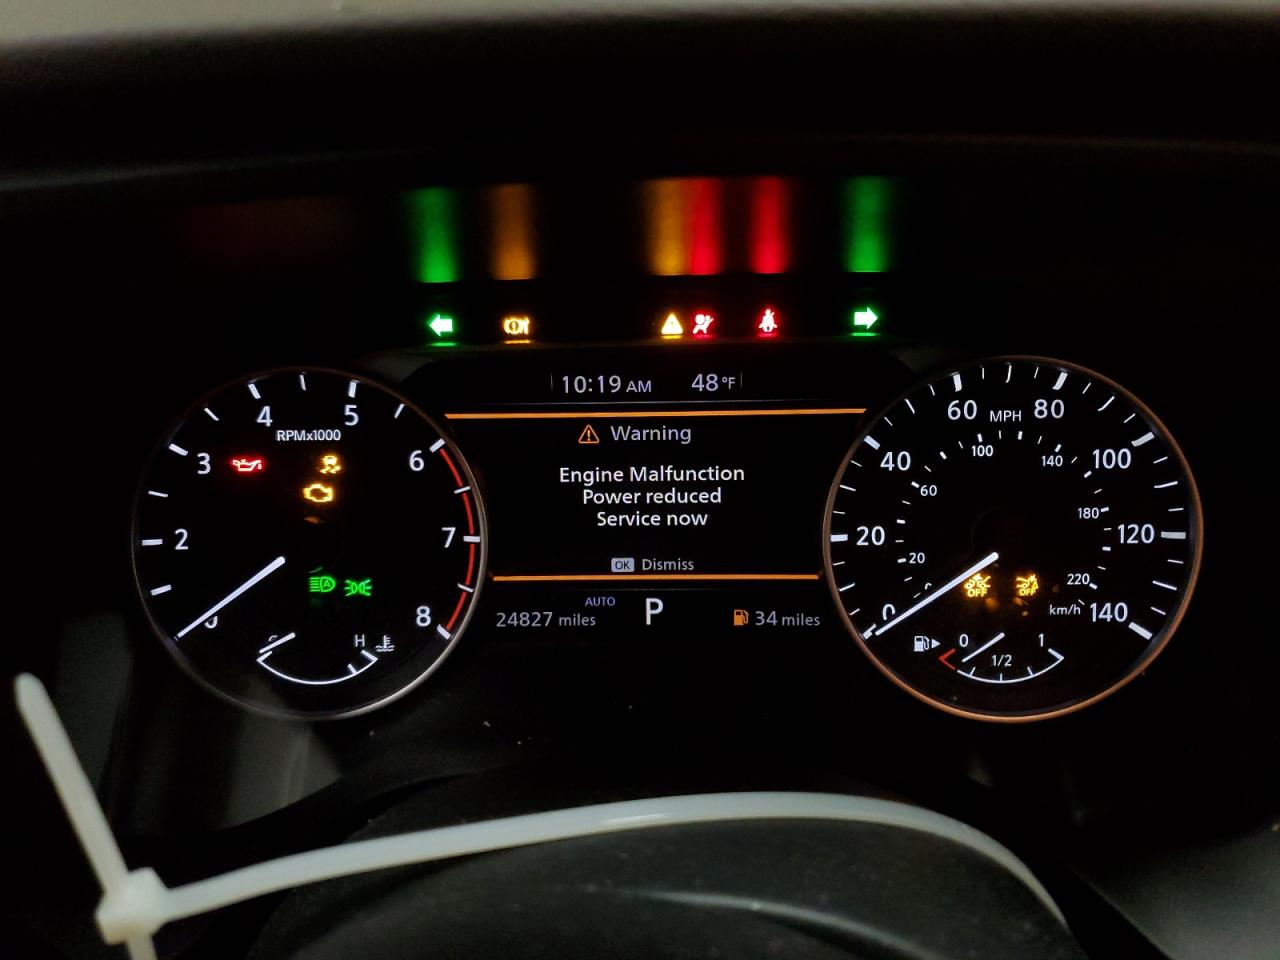 10:19 AM 48°F
Warning
Engine Malfunction
Power reduced
Service now
OK Dismiss
24827 miles
AUTO
P
34 miles
RPMx1000
2
3
4
5
6
7
8
H
MPH
0
20
40
60
80
100
120
140
20
60
100
140
180
220
km/h
OFF
OFF
0
1/2
1